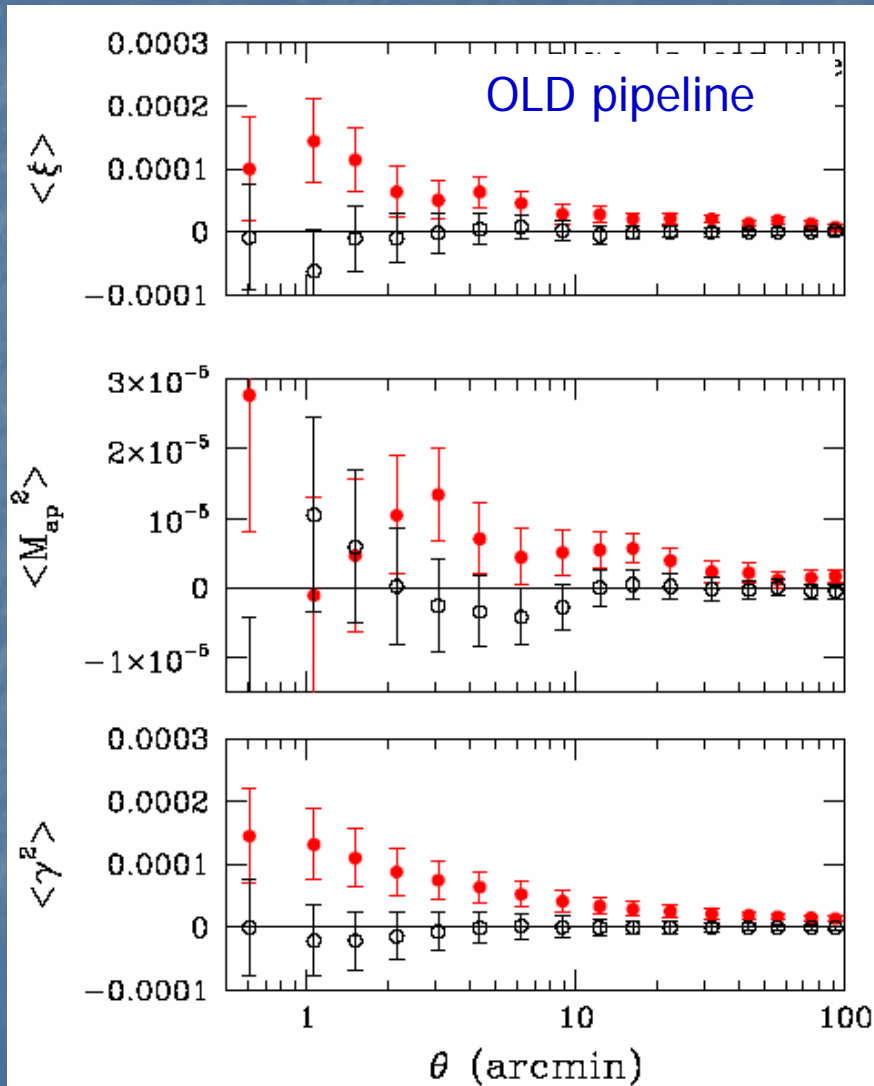 OLD pipeline
0.0003
0.0002
0.0001
0
−0.0001
<ξ>
3×10⁻⁵
2×10⁻⁵
10⁻⁵
0
−1×10⁻⁵
<M_ap²>
0.0003
0.0002
0.0001
0
−0.0001
<γ²>
1 10 100
θ (arcmin)